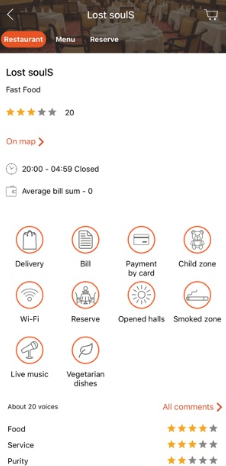 Lost soulS
Restaurant Menu Reserve
Lost soulS
Fast Food
20
On map
20:00 - 04:59 Closed
Average bill sum - 0
Delivery Bill Payment by card Child zone
Wi-Fi Reserve Opened halls Smoked zone
Live music Vegetarian dishes
About 20 voices All comments
Food
Service
Purity